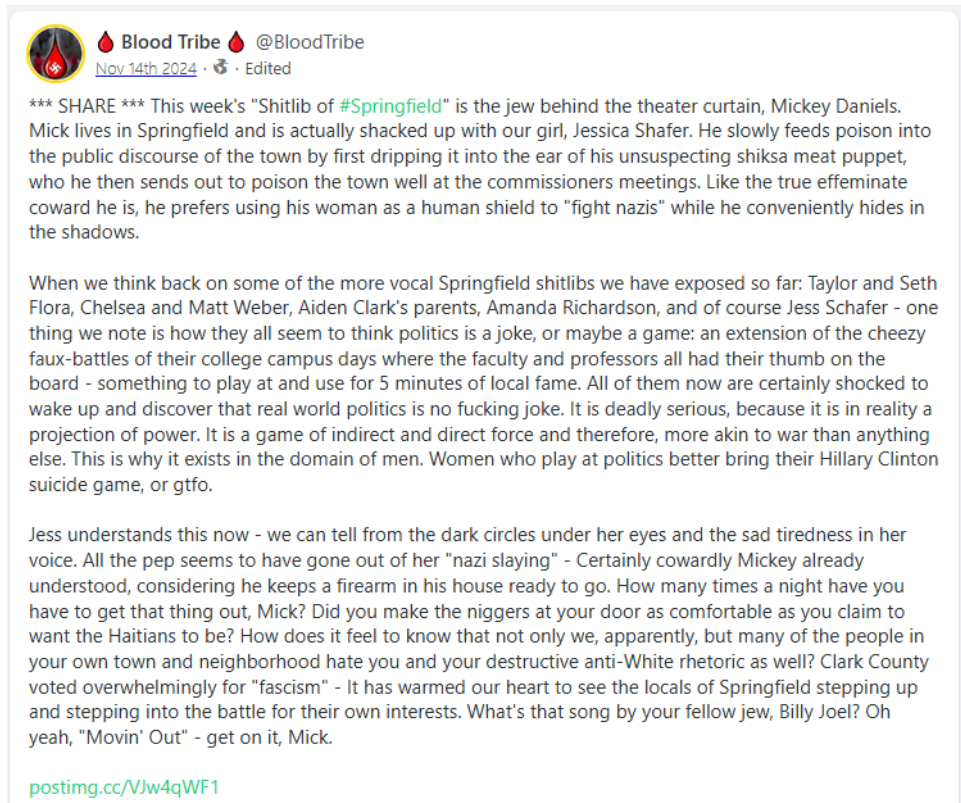 🩸 Blood Tribe 🩸 @BloodTribe
Nov 14th 2024 · Edited
*** SHARE *** This week's "Shitlib of #Springfield" is the jew behind the theater curtain, Mickey Daniels.
Mick lives in Springfield and is actually shacked up with our girl, Jessica Shafer. He slowly feeds poison into
the public discourse of the town by first dripping it into the ear of his unsuspecting shiksa meat puppet,
who he then sends out to poison the town well at the commissioners meetings. Like the true effeminate
coward he is, he prefers using his woman as a human shield to "fight nazis" while he conveniently hides in
the shadows.
When we think back on some of the more vocal Springfield shitlibs we have exposed so far: Taylor and Seth
Flora, Chelsea and Matt Weber, Aiden Clark's parents, Amanda Richardson, and of course Jess Schafer - one
thing we note is how they all seem to think politics is a joke, or maybe a game: an extension of the cheezy
faux-battles of their college campus days where the faculty and professors all had their thumb on the
board - something to play at and use for 5 minutes of local fame. All of them now are certainly shocked to
wake up and discover that real world politics is no fucking joke. It is deadly serious, because it is in reality a
projection of power. It is a game of indirect and direct force and therefore, more akin to war than anything
else. This is why it exists in the domain of men. Women who play at politics better bring their Hillary Clinton
suicide game, or gtfo.
Jess understands this now - we can tell from the dark circles under her eyes and the sad tiredness in her
voice. All the pep seems to have gone out of her "nazi slaying" - Certainly cowardly Mickey already
understood, considering he keeps a firearm in his house ready to go. How many times a night have you
have to get that thing out, Mick? Did you make the niggers at your door as comfortable as you claim to
want the Haitians to be? How does it feel to know that not only we, apparently, but many of the people in
your own town and neighborhood hate you and your destructive anti-White rhetoric as well? Clark County
voted overwhelmingly for "fascism" - It has warmed our heart to see the locals of Springfield stepping up
and stepping into the battle for their own interests. What's that song by your fellow jew, Billy Joel? Oh
yeah, "Movin' Out" - get on it, Mick.
postimg.cc/VJw4qWF1